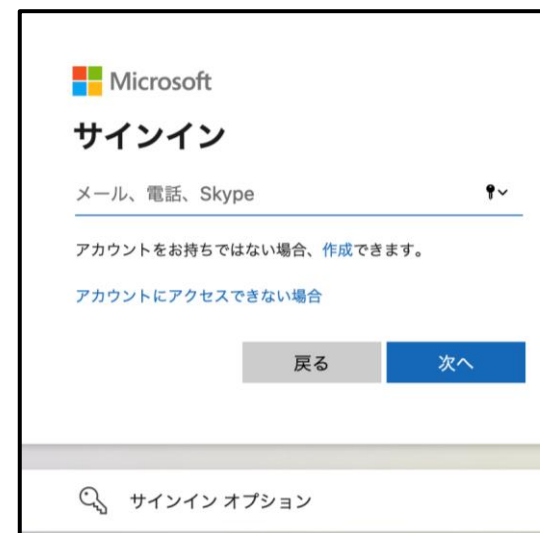 Microsoft
サインイン
メール、電話、Skype
アカウントをお持ちではない場合、作成できます。
アカウントにアクセスできない場合
戻る 次へ
サインイン オプション